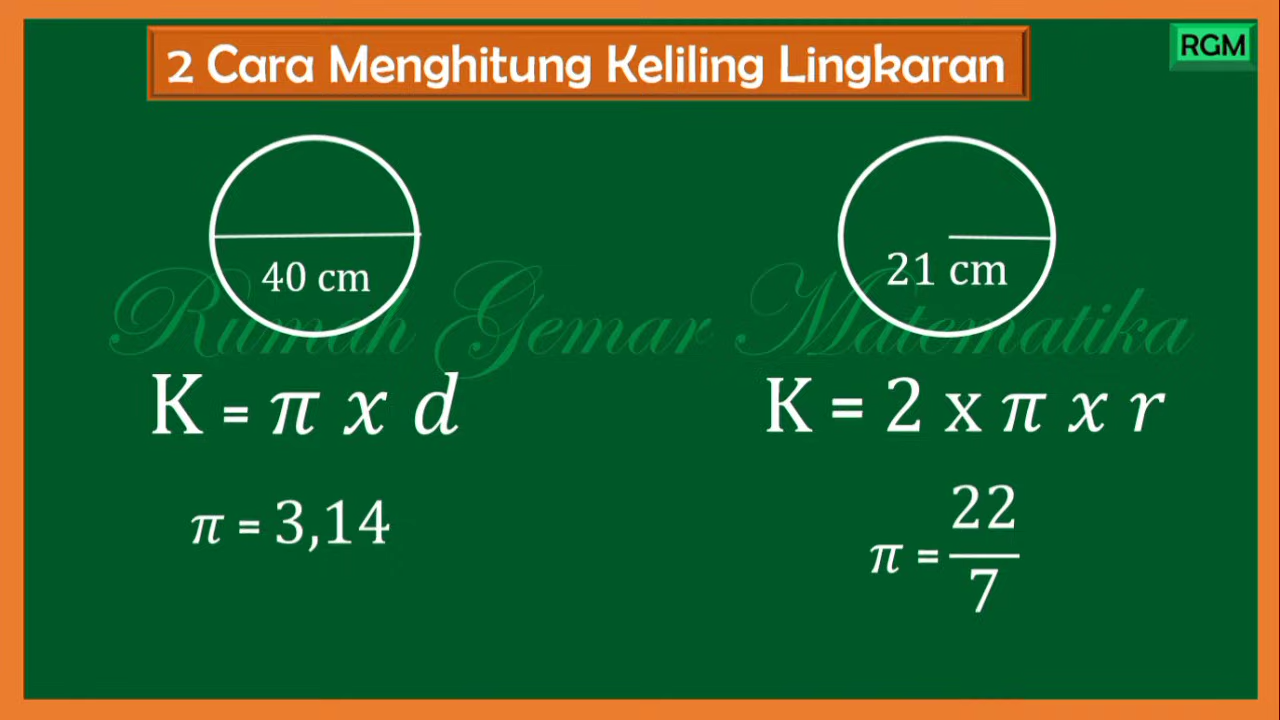 2 Cara Menghitung Keliling Lingkaran
RGM
40 cm
21 cm
Rumah Gemar Matematika
K = π x d
K = 2 x π x r
π = 3,14
π = 22/7